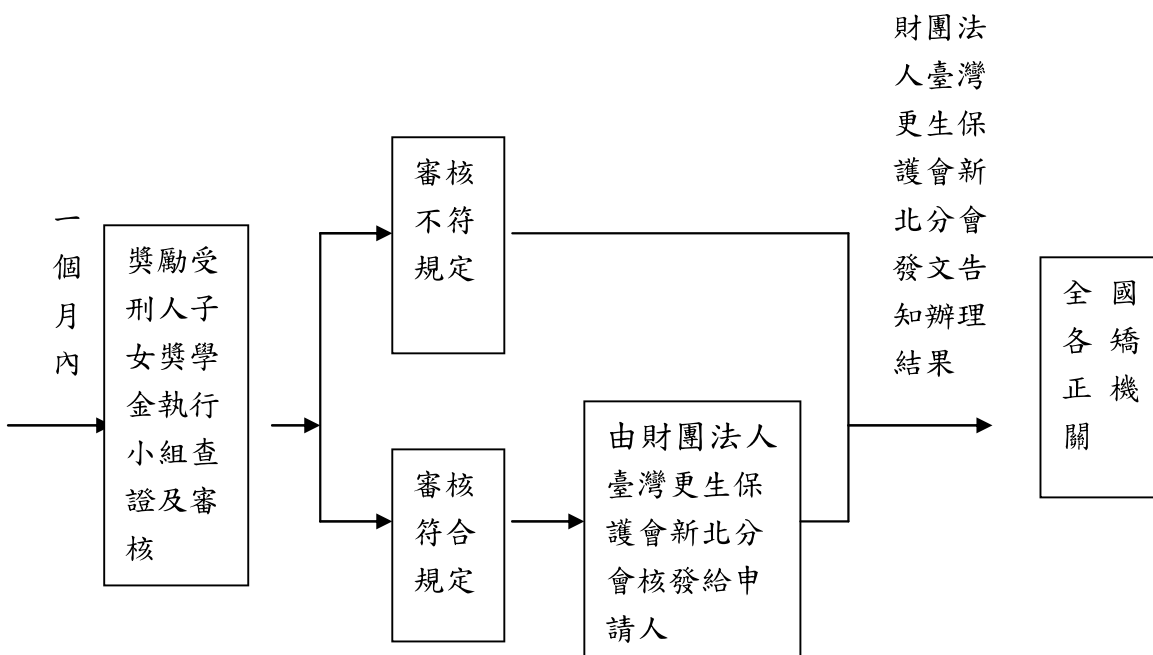 一
個
月
內
獎勵受
刑人子
女獎學
金執行
小組查
證及審
核
審核
不符
規定
審核
符合
規定
由財團法人
臺灣更生保
護會新北分
會核發給申
請人
財團法
人臺灣
更生保
護會新
北分會
發文告
知辦理
結果
全國
各矯
正機
關